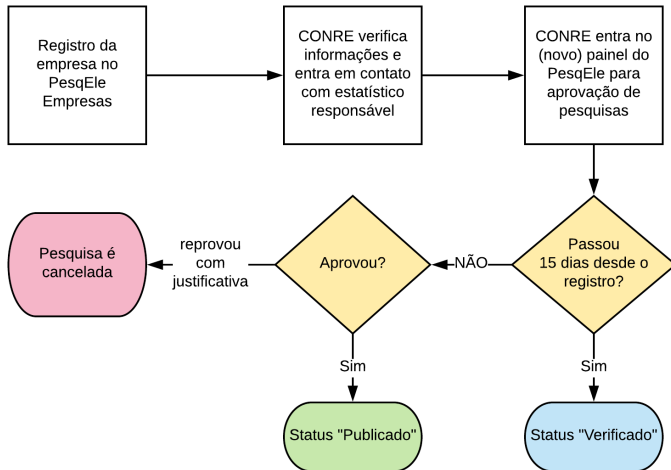 Registro da
empresa no
PesqEle
Empresas
CONRE verifica
informações e
entra em contato
com estatístico
responsável
CONRE entra no
(novo) painel do
PesqEle para
aprovação de
pesquisas
Pesquisa é
cancelada
reprovou
com
justificativa
Aprovou?
NÃO
Passou
15 dias desde o
registro?
Sim
Sim
Status "Publicado"
Status "Verificado"